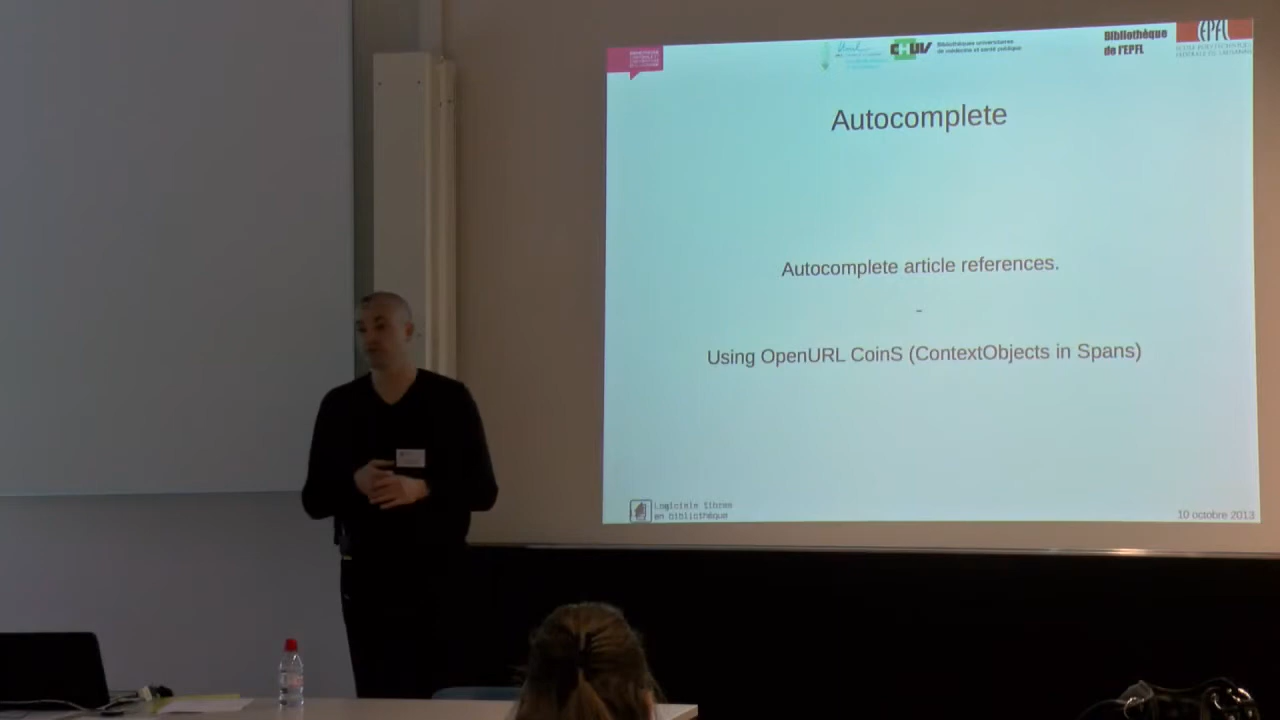 CHUV
Bibliothèques universitaires
de médecine et santé publique
Bibliothèque
de l'EPFL
EPFL
ÉCOLE POLYTECHNIQUE
FÉDÉRALE DE LAUSANNE
Autocomplete
Autocomplete article references.
-
Using OpenURL CoinS (ContextObjects in Spans)
Logiciels libres
en bibliothèque
10 octobre 2013